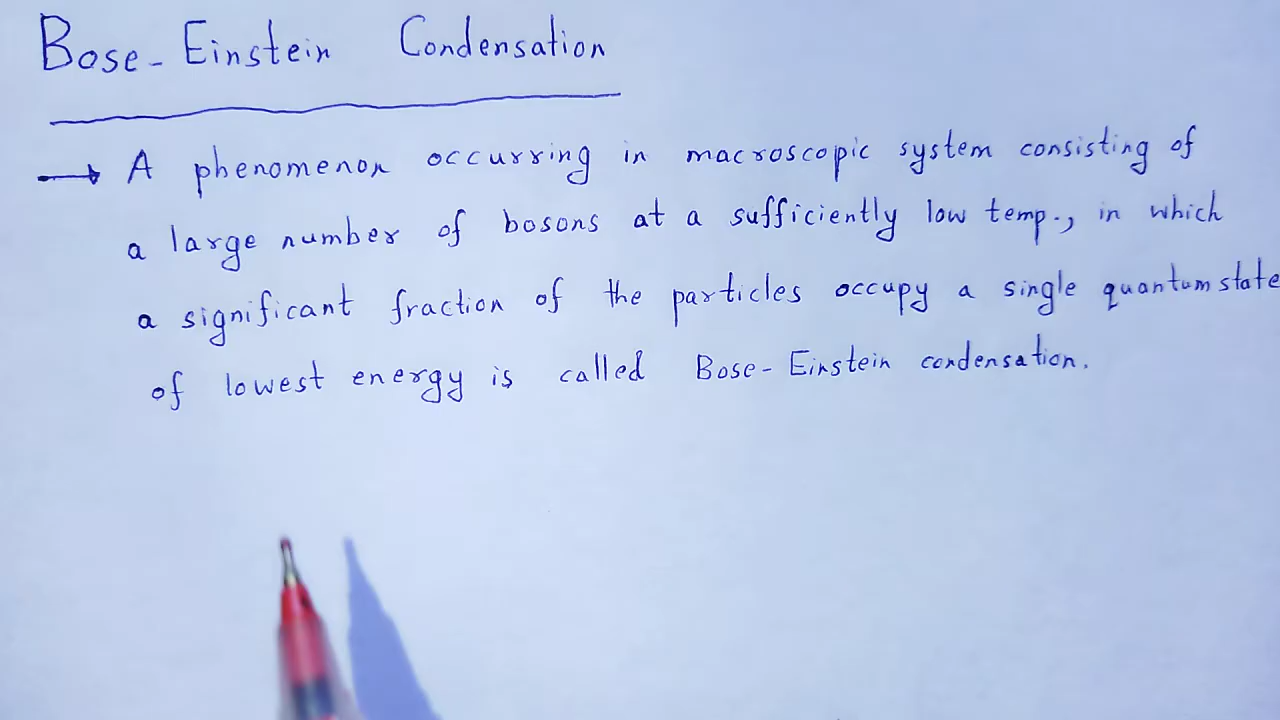 Bose-Einstein Condensation
→ A phenomenon occurring in macroscopic system consisting of
a large number of bosons at a sufficiently low temp., in which
a significant fraction of the particles occupy a single quantum state
of lowest energy is called Bose-Einstein condensation.